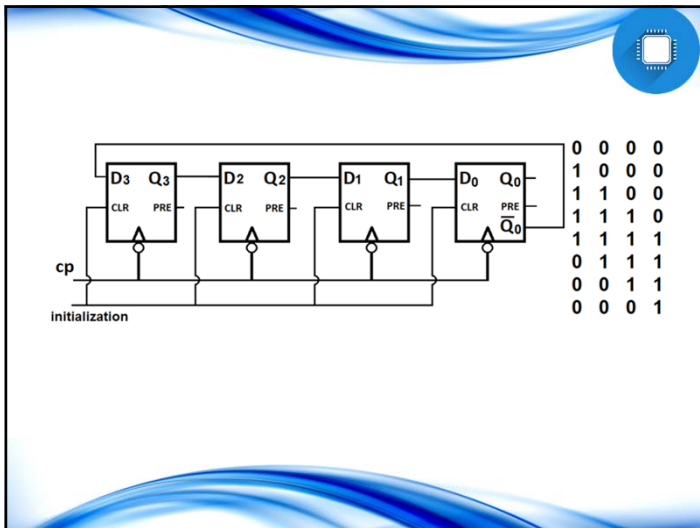 D3 Q3 D2 Q2 D1 Q1 D0 Q0
CLR PRE CLR PRE CLR PRE CLR PRE
Q̅0
cp
initialization
0 0 0 0
1 0 0 0
1 1 0 0
1 1 1 0
1 1 1 1
0 1 1 1
0 0 1 1
0 0 0 1